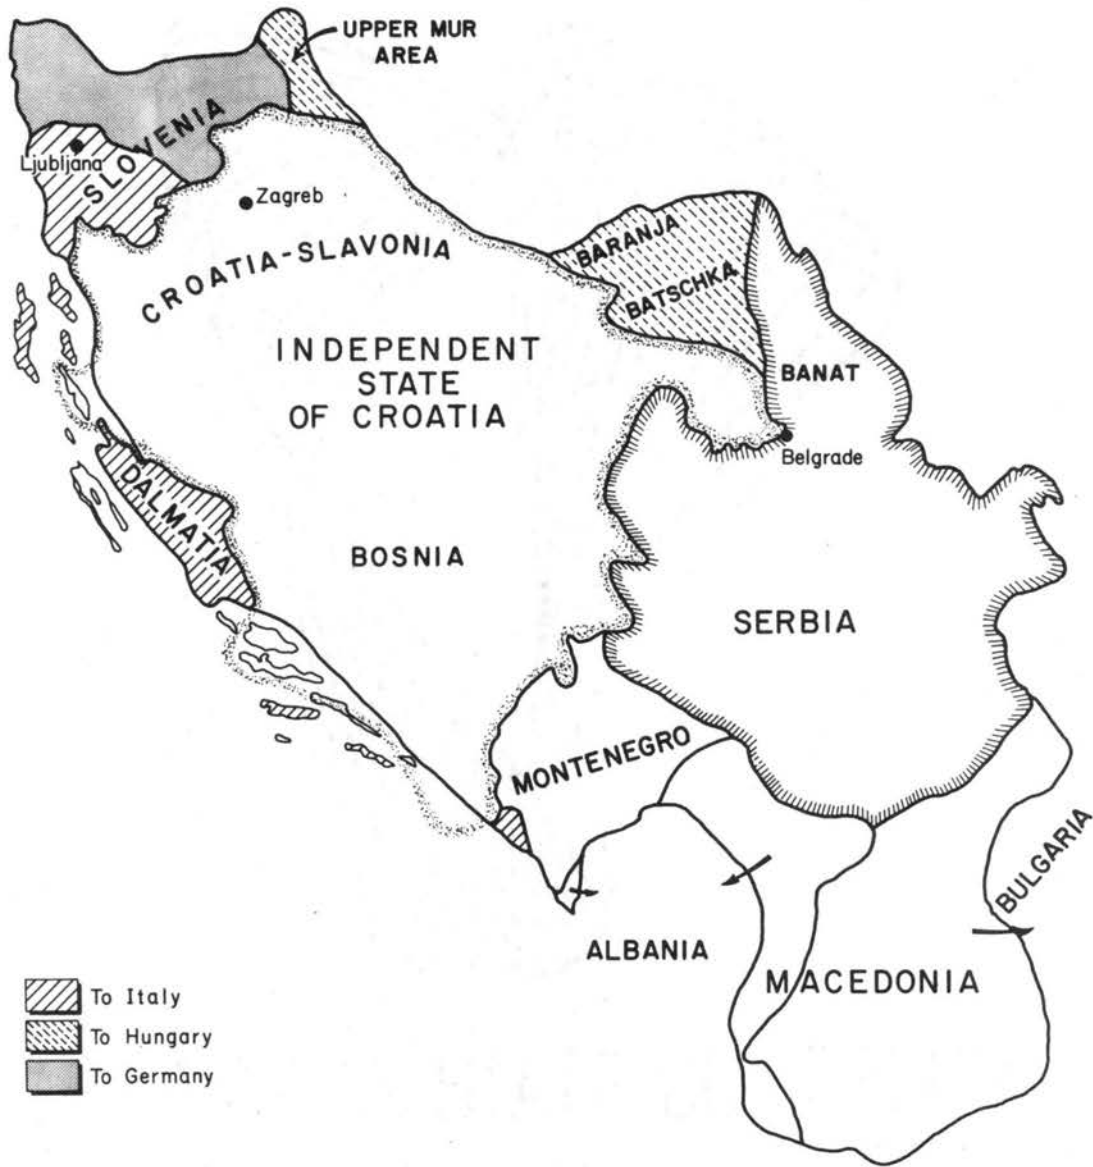 UPPER MUR
AREA
SLOVENIA
Ljubljana
Zagreb
CROATIA-SLAVONIA
BARANJA
BATSCHKA
INDEPENDENT
STATE
OF CROATIA
BANAT
Belgrade
DALMATIA
BOSNIA
SERBIA
MONTENEGRO
BULGARIA
ALBANIA
MACEDONIA
To Italy
To Hungary
To Germany